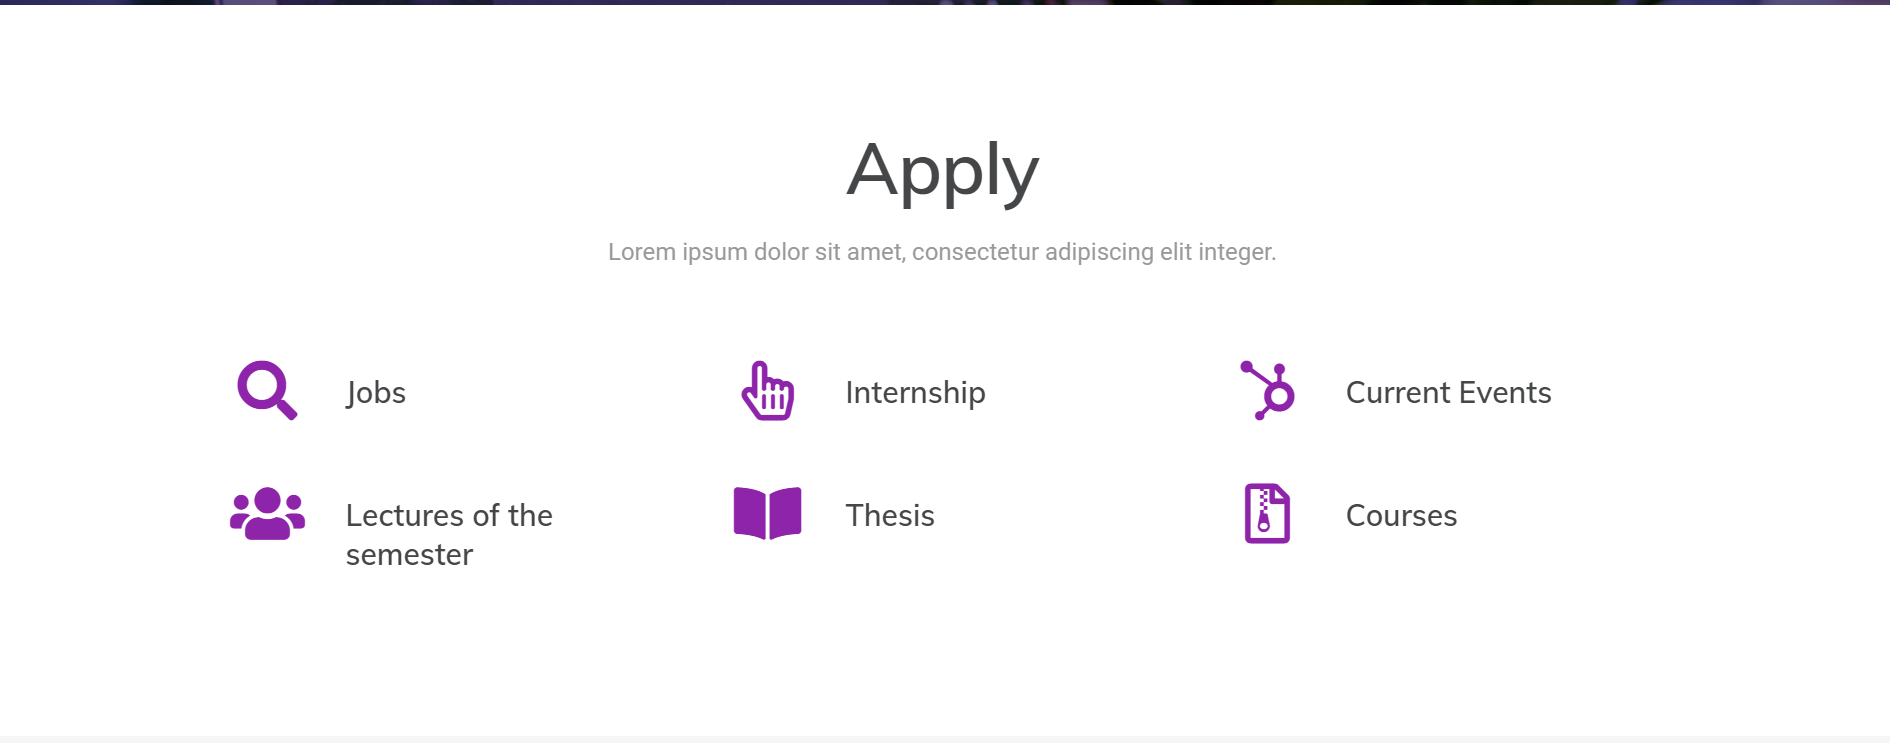 Apply
Lorem ipsum dolor sit amet, consectetur adipiscing elit integer.
Jobs
Internship
Current Events
Lectures of the
semester
Thesis
Courses